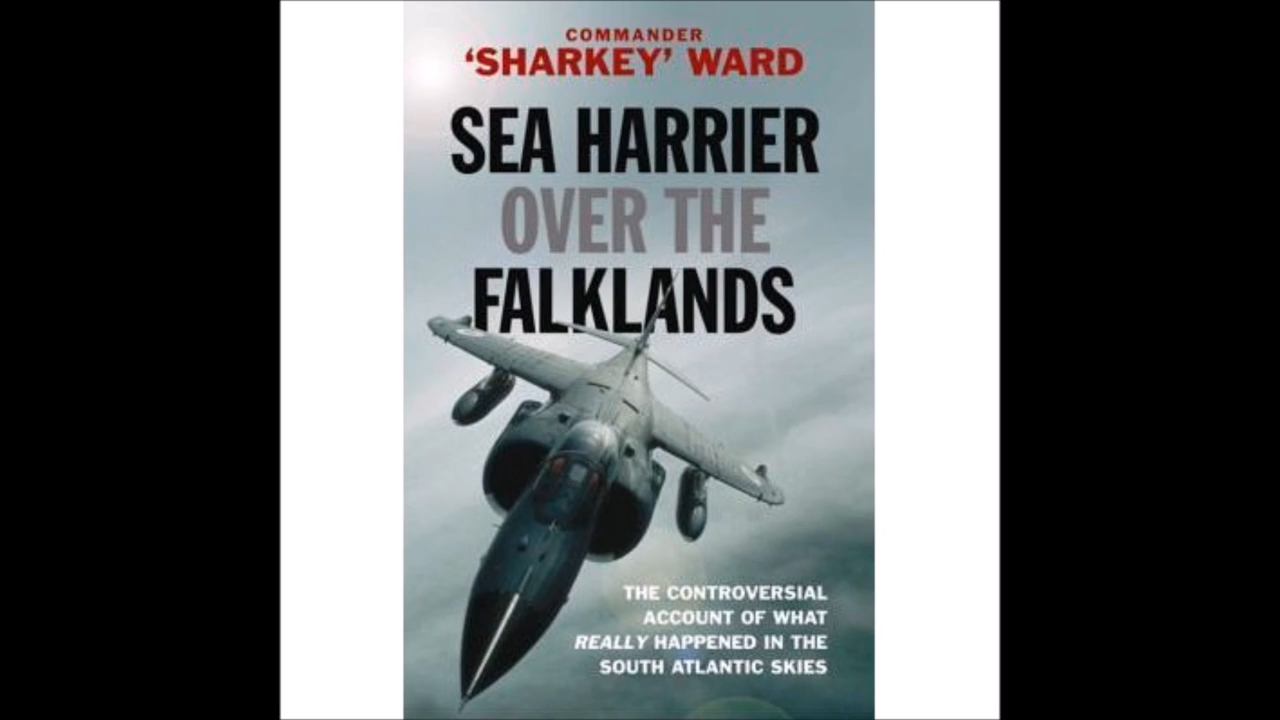 COMMANDER
‘SHARKEY’ WARD
SEA HARRIER
OVER THE
FALKLANDS
THE CONTROVERSIAL
ACCOUNT OF WHAT
REALLY HAPPENED IN THE
SOUTH ATLANTIC SKIES